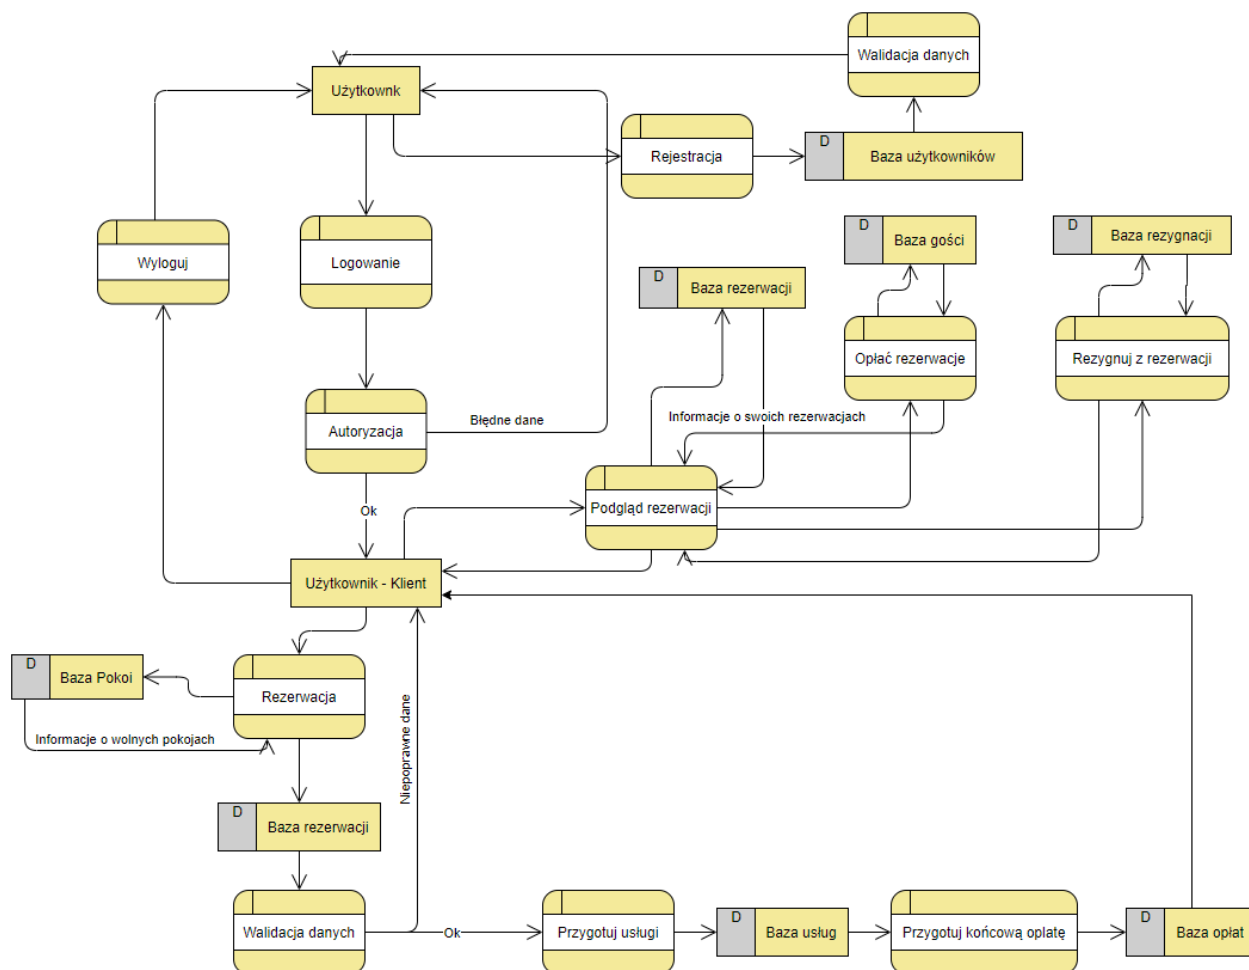 Walidacja danych
Użytkownk
D
Baza użytkowników
Rejestracja
D
Baza gości
D
Baza rezygnacji
Wyloguj
Logowanie
D
Baza rezerwacji
Opłać rezerwacje
Rezygnuj z rezerwacji
Informacje o swoich rezerwacjach
Błędne dane
Autoryzacja
Ok
Podgląd rezerwacji
Użytkownik - Klient
D
Baza Pokoi
Rezerwacja
Informacje o wolnych pokojach
Niepoprawne dane
D
Baza rezerwacji
Walidacja danych
Ok
Przygotuj usługi
D
Baza usług
Przygotuj końcową oplatę
D
Baza opłat